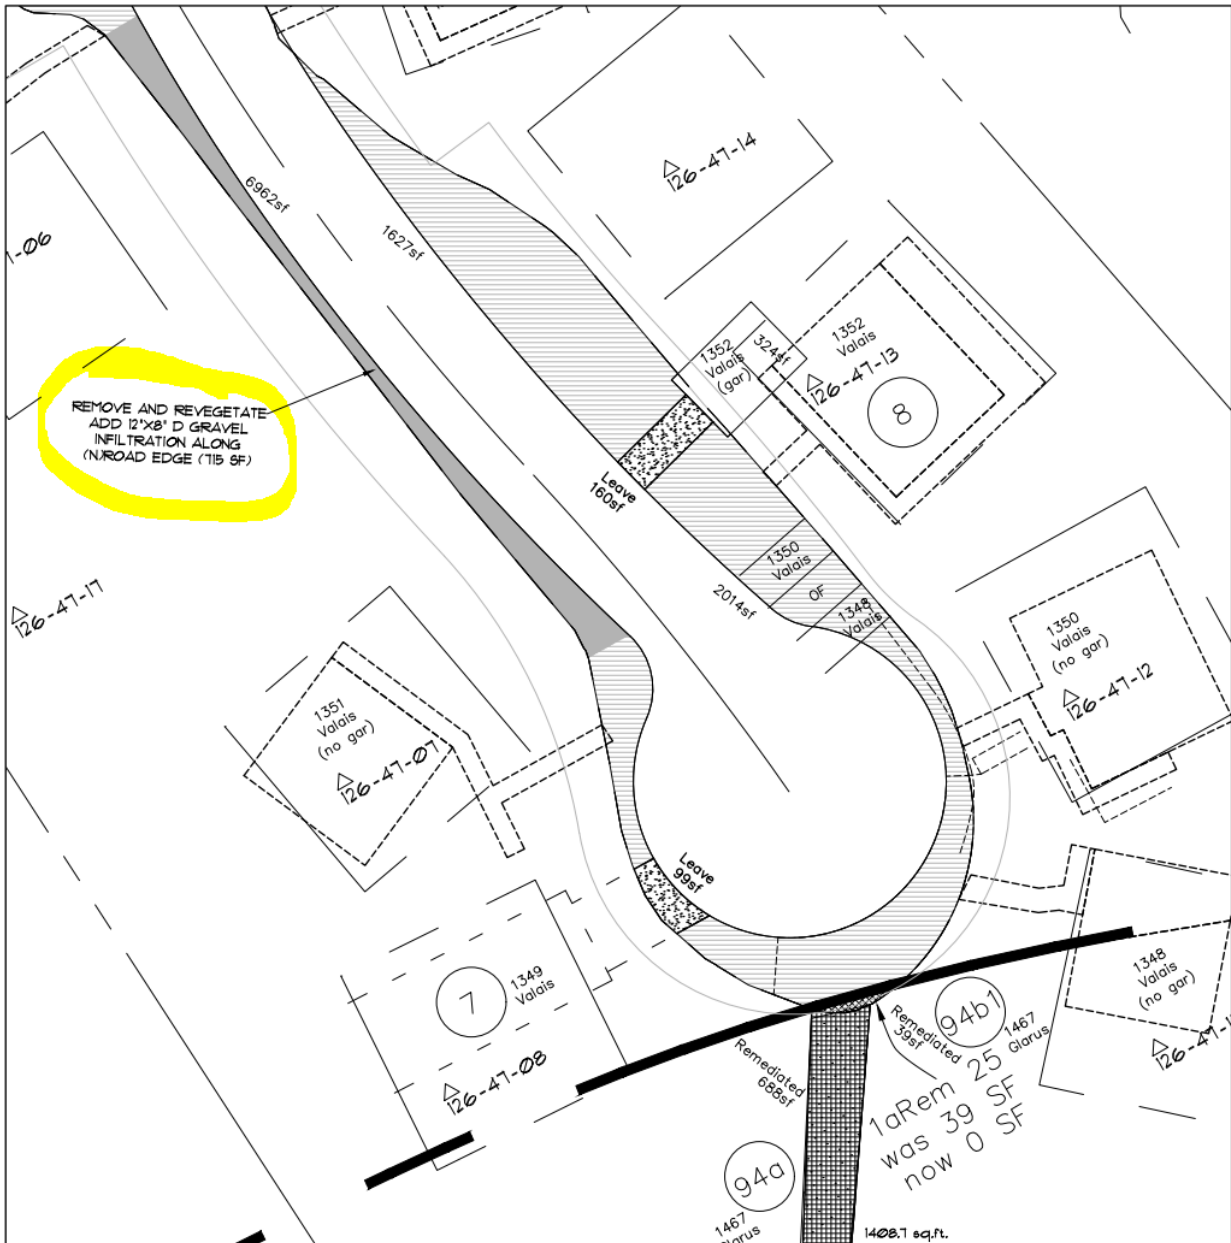 126-47-14
6962sf
1627sf
1-06
1352
Valais
(gar)
324sf
1352
Valais
126-47-13
8
REMOVE AND REVEGETATE
ADD 12"X8" D GRAVEL
INFILTRATION ALONG
(N)ROAD EDGE (715 SF)
Leave
160sf
1350
Valais
OF
1348
Valais
2014sf
126-47-17
1350
Valais
(no gar)
126-47-12
1351
Valais
(no gar)
126-47-07
Leave
99sf
7
1349
Valais
126-47-08
1348
Valais
(no gar)
126-47-1
94b1
1467
Glarus
Remediated
39sf
Remediated
688sf
1aRem 25
was 39 SF
now 0 SF
94a
1467
Glarus
1408.7 sq.ft.